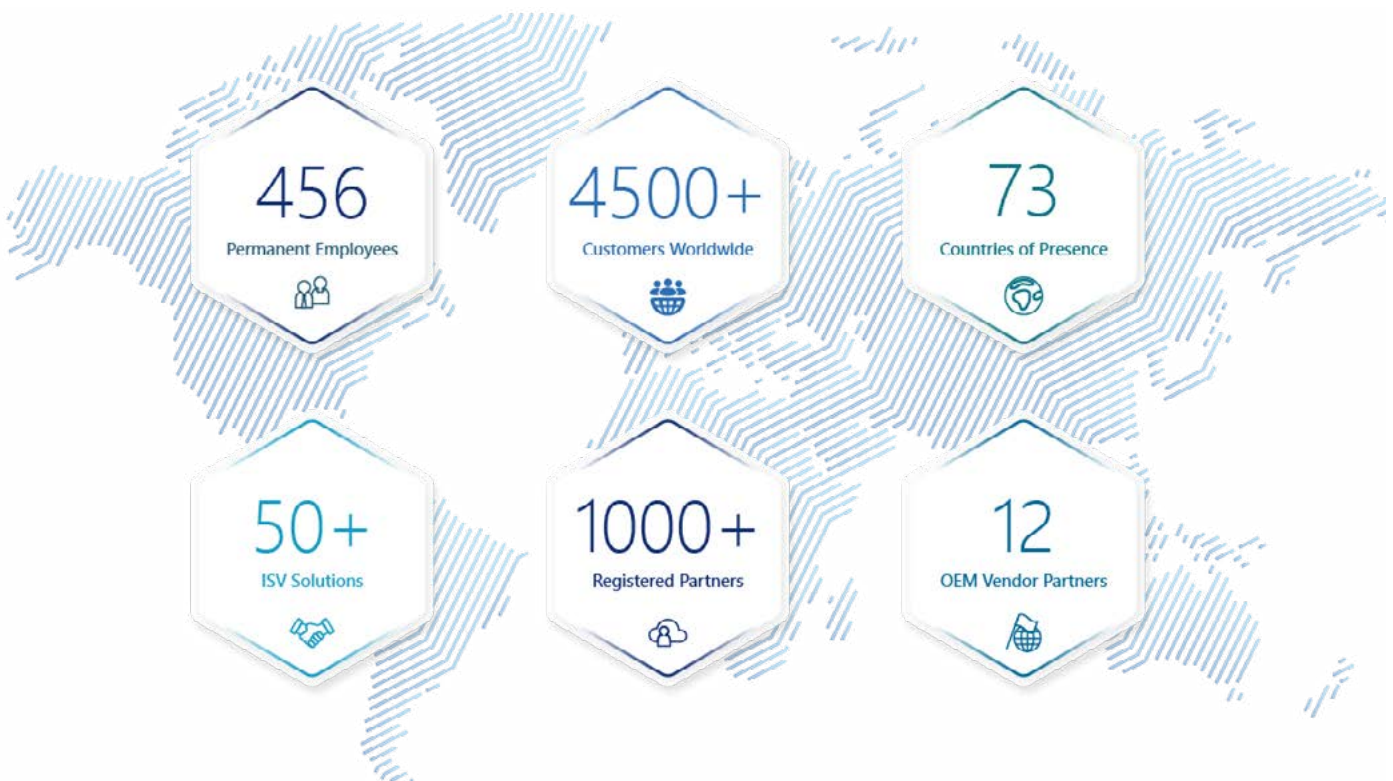 456
Permanent Employees
4500+
Customers Worldwide
73
Countries of Presence
50+
ISV Solutions
1000+
Registered Partners
12
OEM Vendor Partners